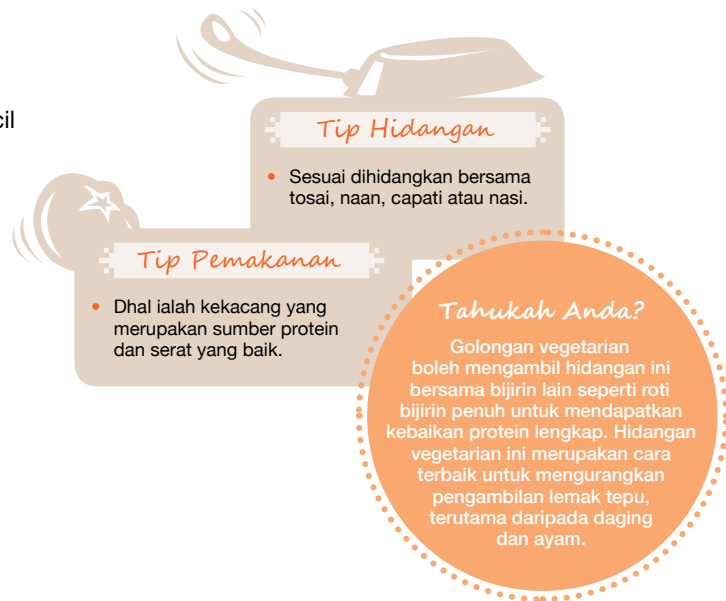 cil
Tip Hidangan
• Sesuai dihidangkan bersama
tosai, naan, capati atau nasi.
Tip Pemakanan
• Dhal ialah kekacang yang
merupakan sumber protein
dan serat yang baik.
Tahukah Anda?
Golongan vegetarian
boleh mengambil hidangan ini
bersama bijirin lain seperti roti
bijirin penuh untuk mendapatkan
kebaikan protein lengkap. Hidangan
vegetarian ini merupakan cara
terbaik untuk mengurangkan
pengambilan lemak tepu,
terutama daripada daging
dan ayam.